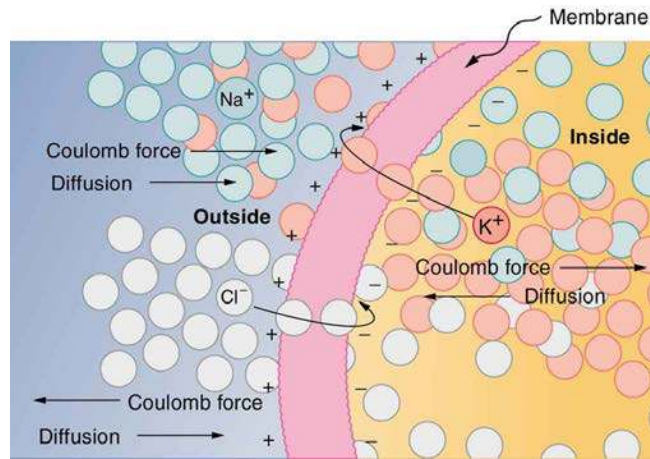 Membrane
Na⁺
Inside
Coulomb force
Diffusion
Outside
K⁺
Coulomb force
Diffusion
Cl⁻
Coulomb force
Diffusion